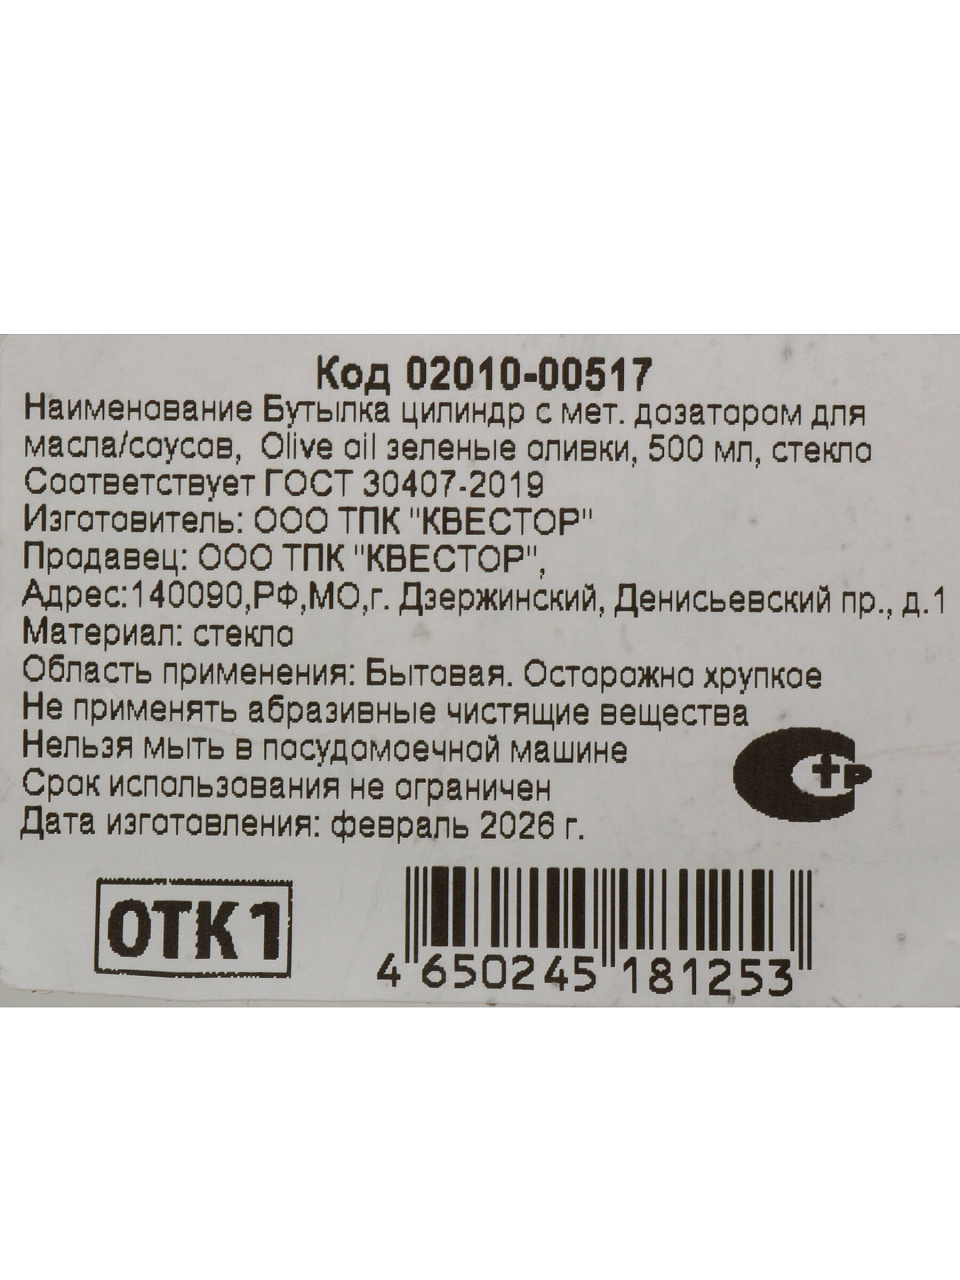 Код 02010-00517
Наименование Бутылка цилиндр с мет. дозатором для
масла/соусов, Olive oil зеленые оливки, 500 мл, стекло
Соответствует ГОСТ 30407-2019
Изготовитель: ООО ТПК "КВЕСТОР"
Продавец: ООО ТПК "КВЕСТОР",
Адрес:140090,РФ,МО,г. Дзержинский, Денисьевский пр., д.1
Материал: стекло
Область применения: Бытовая. Осторожно хрупкое
Не применять абразивные чистящие вещества
Нельзя мыть в посудомоечной машине
Срок использования не ограничен
Дата изготовления: февраль 2026 г.
СТР
ОТК1
4 650245 181253